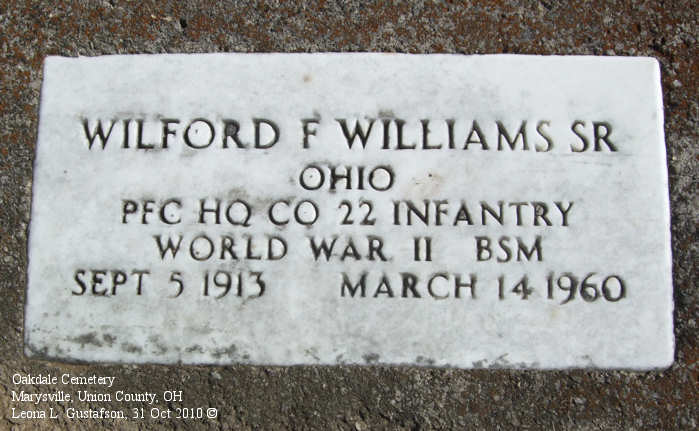 WILFORD F WILLIAMS SR
OHIO
PFC HQ CO 22 INFANTRY
WORLD WAR II BSM
SEPT 5 1913 MARCH 14 1960
Oakdale Cemetery
Marysville, Union County, OH
Leona L. Gustafson, 31 Oct 2010 ©